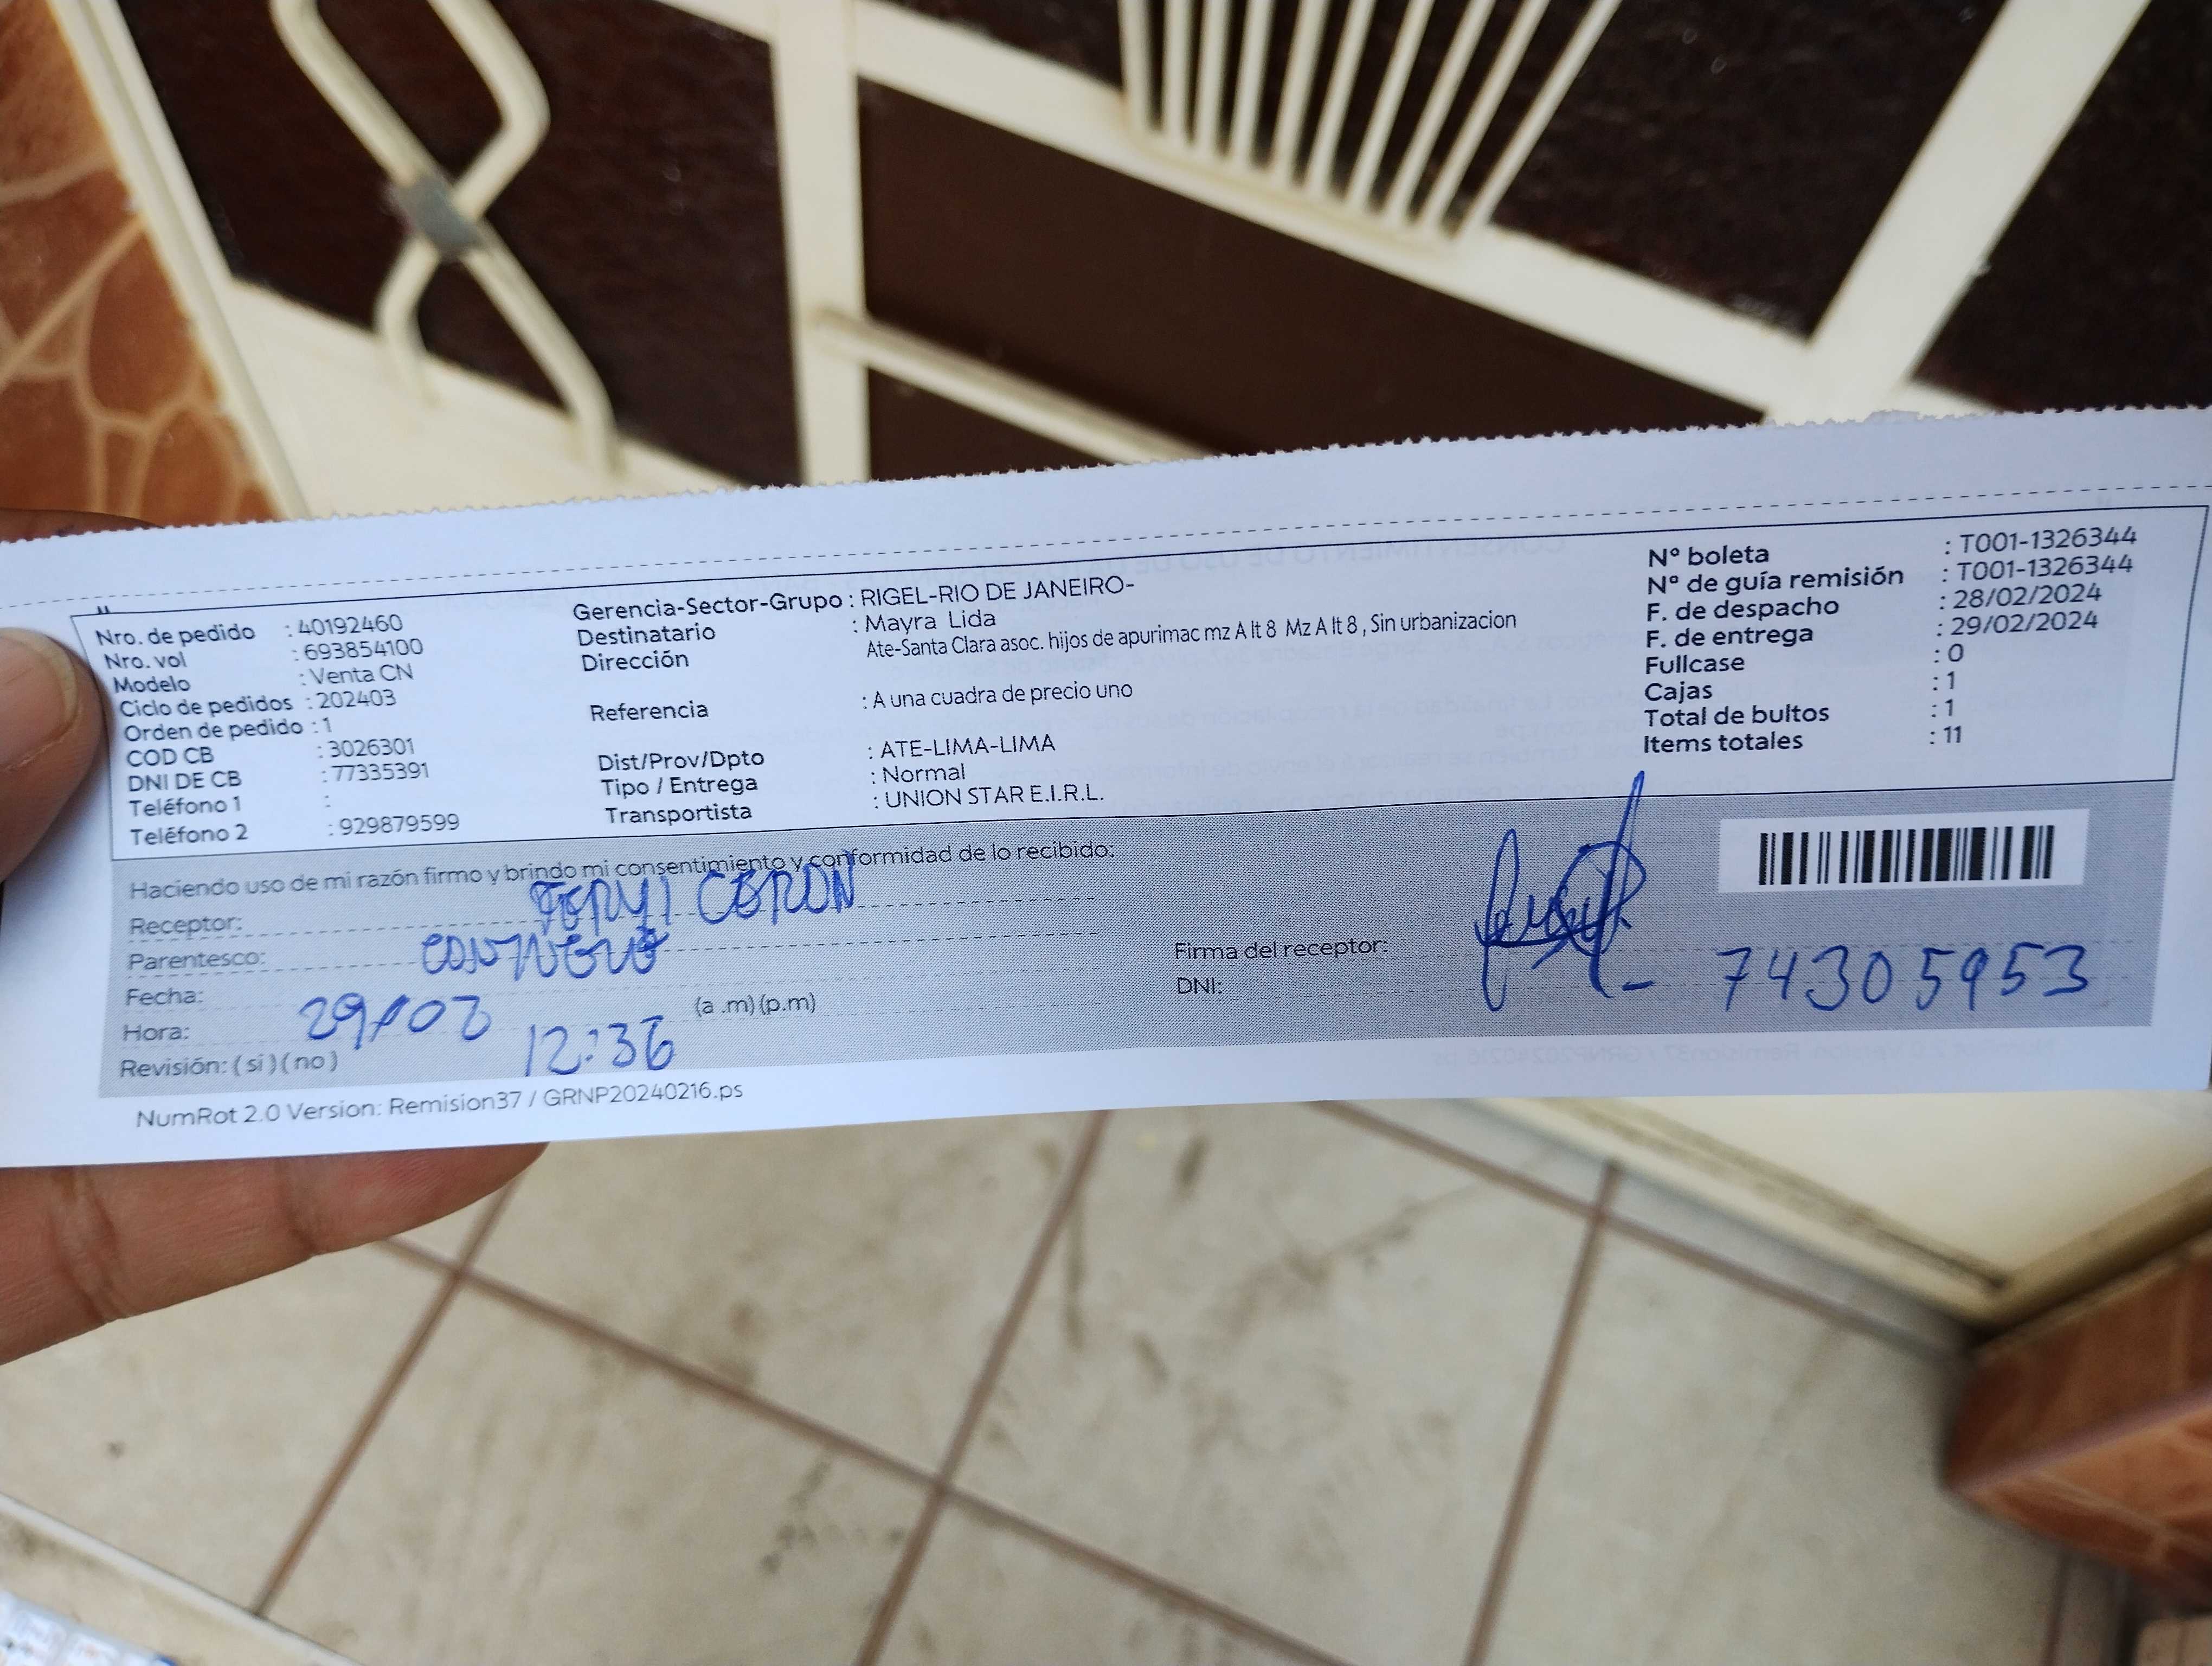 Nro. de pedido : 40192460
Nro. vol : 693854100
Modelo : Venta CN
Ciclo de pedidos : 202403
Orden de pedido : 1
COD CB : 3026301
DNI DE CB : 77335391
Teléfono 1 :
Teléfono 2 : 929879599
Gerencia-Sector-Grupo : RIGEL-RIO DE JANEIRO-
Destinatario : Mayra Lida
Dirección Ate-Santa Clara asoc. hijos de apurimac mz A lt 8 Mz A lt 8 , Sin urbanizacion
Referencia : A una cuadra de precio uno
Dist/Prov/Dpto : ATE-LIMA-LIMA
Tipo / Entrega : Normal
Transportista : UNION STAR E.I.R.L.
Nº boleta : T001-1326344
Nº de guía remisión : T001-1326344
F. de despacho : 28/02/2024
F. de entrega : 29/02/2024
Fullcase : 0
Cajas : 1
Total de bultos : 1
Items totales : 11
Haciendo uso de mi razón firmo y brindo mi consentimiento y conformidad de lo recibido:
Receptor:
Parentesco:
Fecha: 29/02
Hora: 12:36 (a .m) (p.m)
Revisión: ( si ) ( no )
Firma del receptor:
DNI: 74305953
NumRot 2.0 Version: Remision37 / GRNP20240216.ps